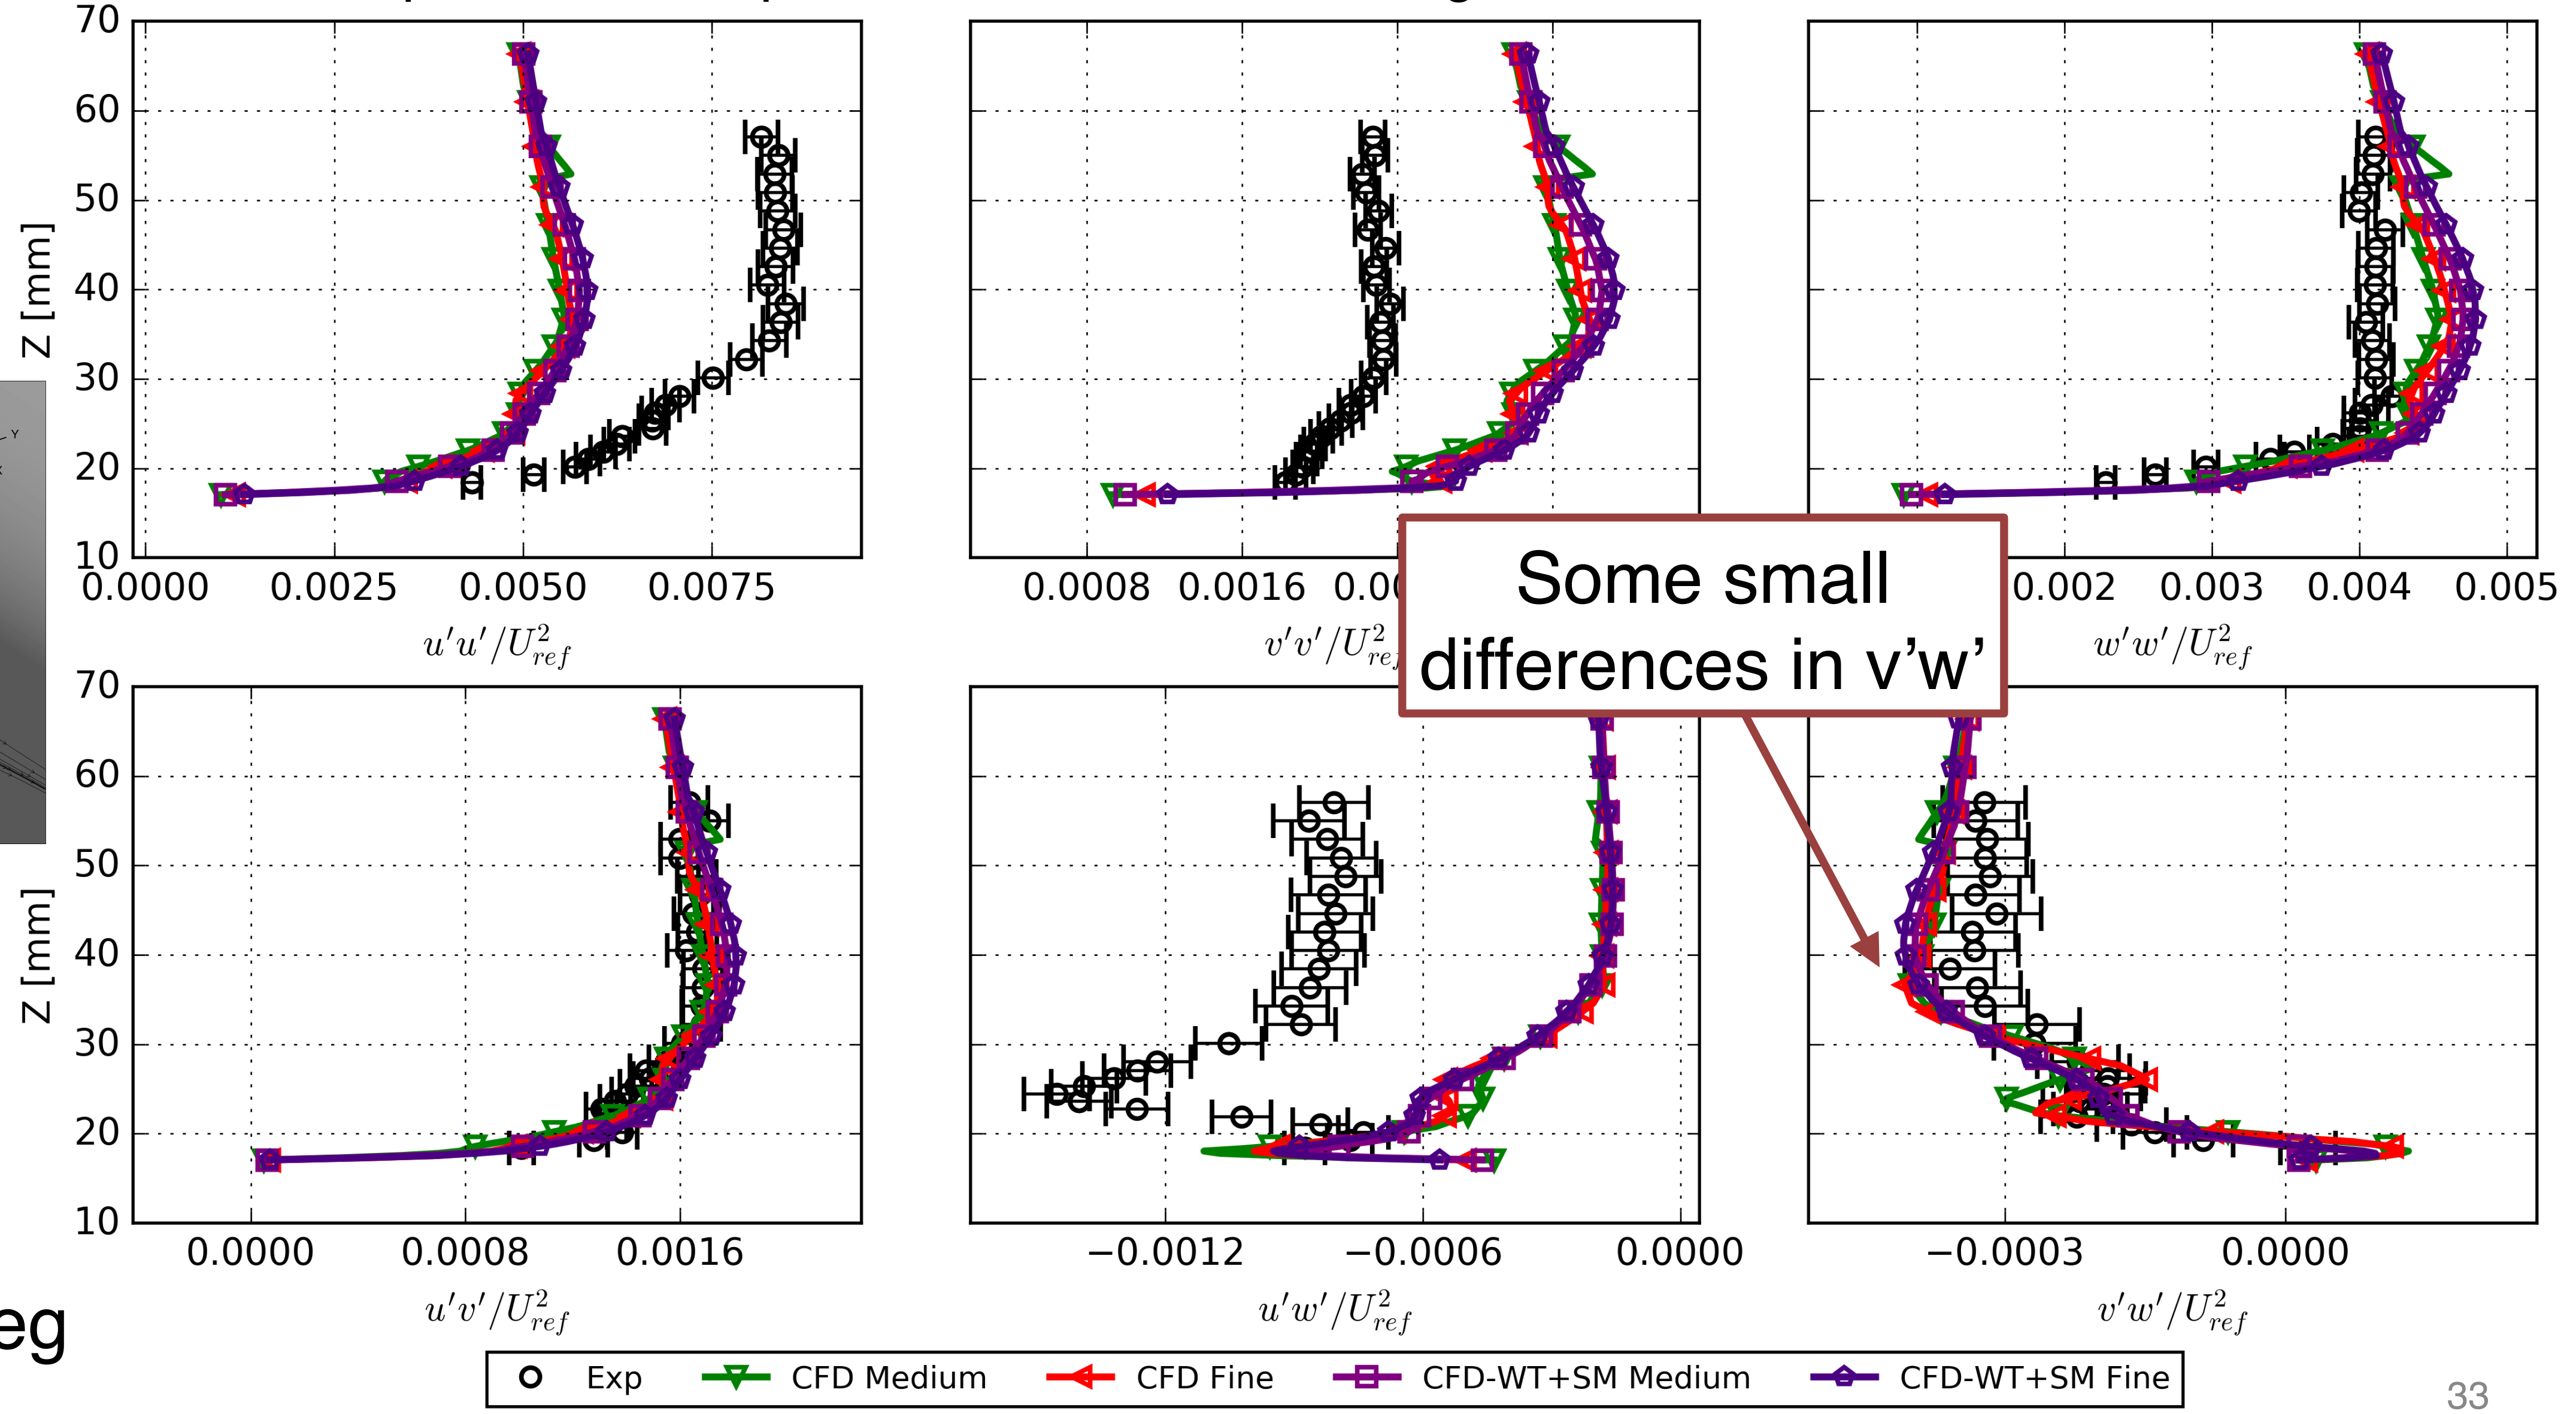 70
60
50
40
30
20
10
Z [mm]
0.0000 0.0025 0.0050 0.0075
u'u'/U²ref
0.0008 0.0016
v'v'/U²ref
0.002 0.003 0.004 0.005
w'w'/U²ref
Y
Some small
differences in v’w’
70
60
50
40
30
20
10
Z [mm]
0.0000 0.0008 0.0016
u'v'/U²ref
−0.0012 −0.0006 0.0000
u'w'/U²ref
−0.0003 0.0000
v'w'/U²ref
eg
Exp CFD Medium CFD Fine CFD-WT+SM Medium CFD-WT+SM Fine
33